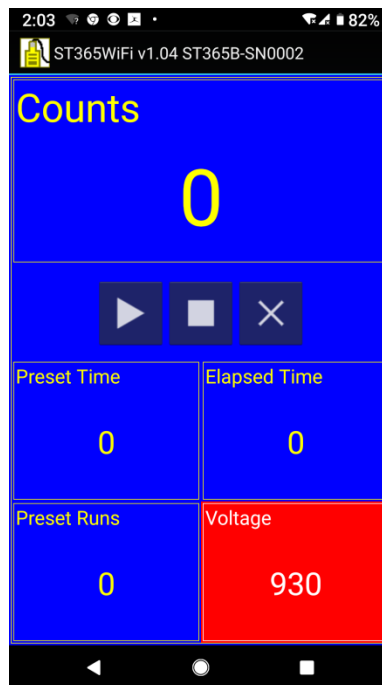 2:03
82%
ST365WiFi v1.04 ST365B-SN0002
Counts
0
Preset Time
Elapsed Time
0
0
Preset Runs
Voltage
0
930